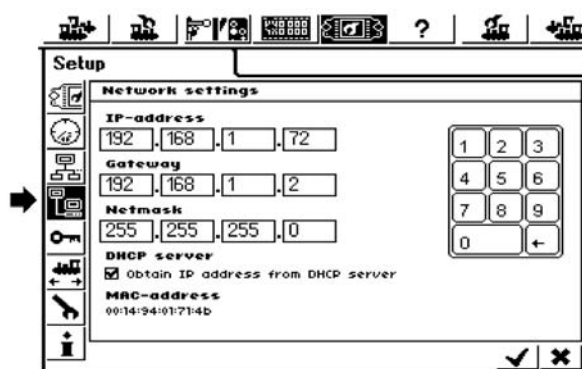 ?
Setup
Network settings
IP-address
192 . 168 . 1 . 72
Gateway
192 . 168 . 1 . 2
Netmask
255 . 255 . 255 . 0
DHCP server
Obtain IP address from DHCP server
MAC-address
00:14:94:01:71:4b
1 2 3
4 5 6
7 8 9
0 ←